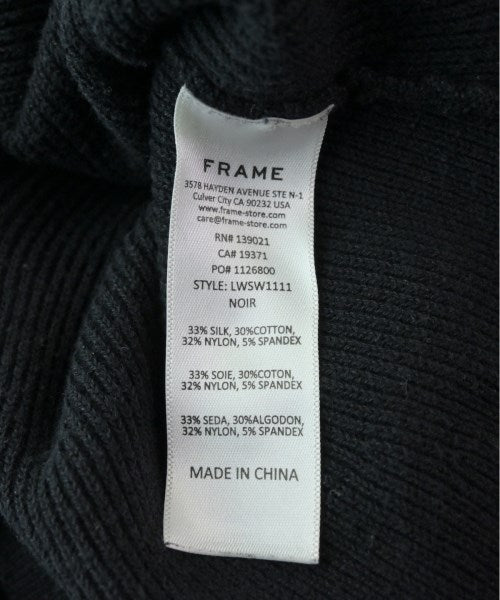 FRAME
3578 HAYDEN AVENUE STE N-1
Culver City CA 90232 USA
www.frame-store.com
care@frame-store.com
RN# 139021
CA# 19371
PO# 1126800
STYLE: LWSW1111
NOIR
33% SILK, 30%COTTON,
32% NYLON, 5% SPANDEX
33% SOIE, 30%COTON,
32% NYLON, 5% SPANDEX
33% SEDA, 30%ALGODON,
32% NYLON, 5% SPANDEX
MADE IN CHINA